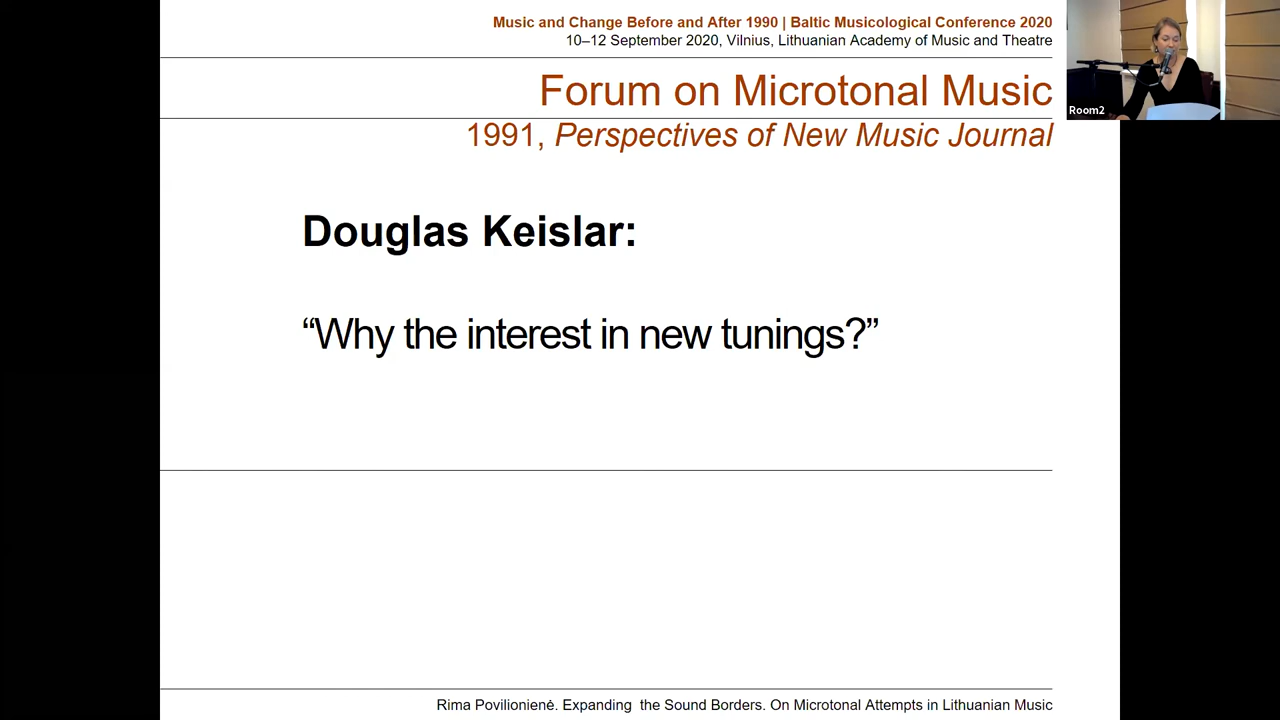 Music and Change Before and After 1990 | Baltic Musicological Conference 2020
10–12 September 2020, Vilnius, Lithuanian Academy of Music and Theatre
Forum on Microtonal Music
1991, Perspectives of New Music Journal
Room2
Douglas Keislar:
“Why the interest in new tunings?”
Rima Povilionienė. Expanding the Sound Borders. On Microtonal Attempts in Lithuanian Music